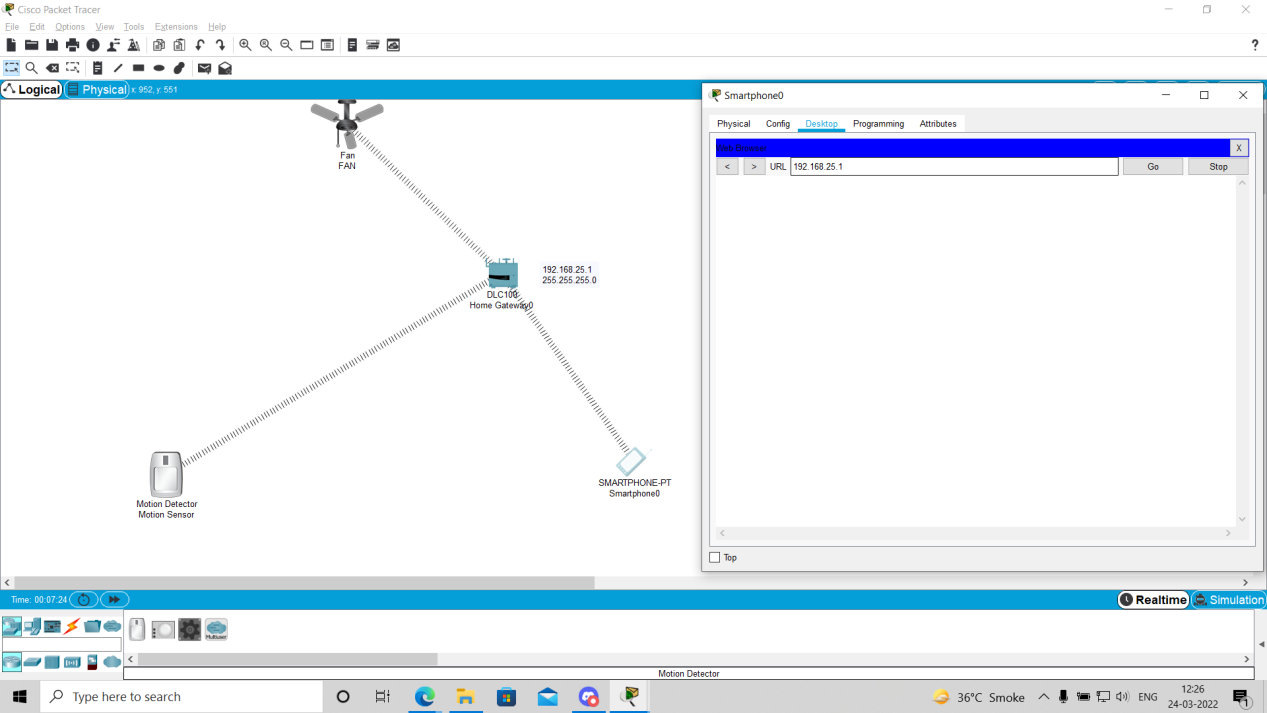 Cisco Packet Tracer
File Edit Options View Tools Extensions Help
?
Logical Physical x: 952, y: 551
Fan
FAN
192.168.25.1
255.255.255.0
DLC100
Home Gateway0
Motion Detector
Motion Sensor
SMARTPHONE-PT
Smartphone0
Smartphone0
Physical Config Desktop Programming Attributes
Web Browser X
< > URL 192.168.25.1 Go Stop
Top
Time: 00:07:24 Realtime Simulation
Multiuser
Motion Detector
Type here to search
36°C Smoke ENG 12:26
24-03-2022
1